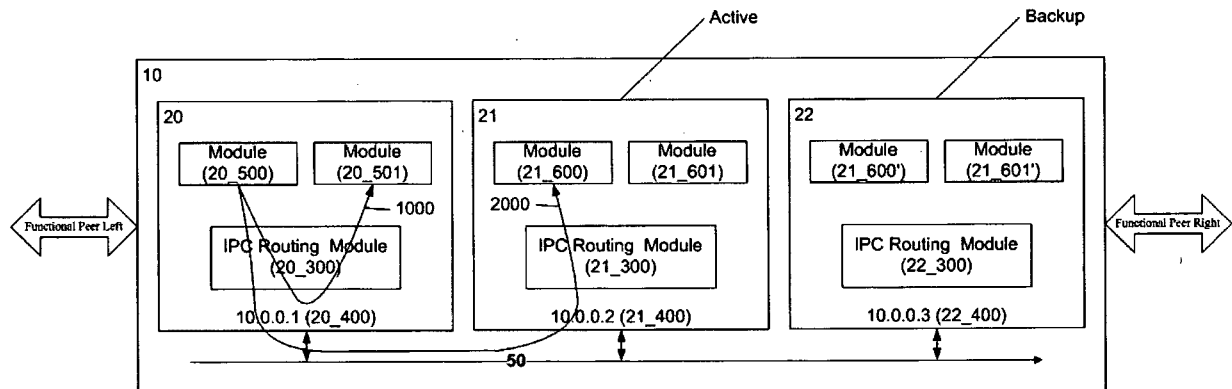 Active
Backup
10
20
21
22
Module
(20_500)
Module
(20_501)
Module
(21_600)
Module
(21_601)
Module
(21_600')
Module
(21_601')
1000
2000
Functional Peer Left
Functional Peer Right
IPC Routing Module
(20_300)
IPC Routing Module
(21_300)
IPC Routing Module
(22_300)
10.0.0.1 (20_400)
10.0.0.2 (21_400)
10.0.0.3 (22_400)
50